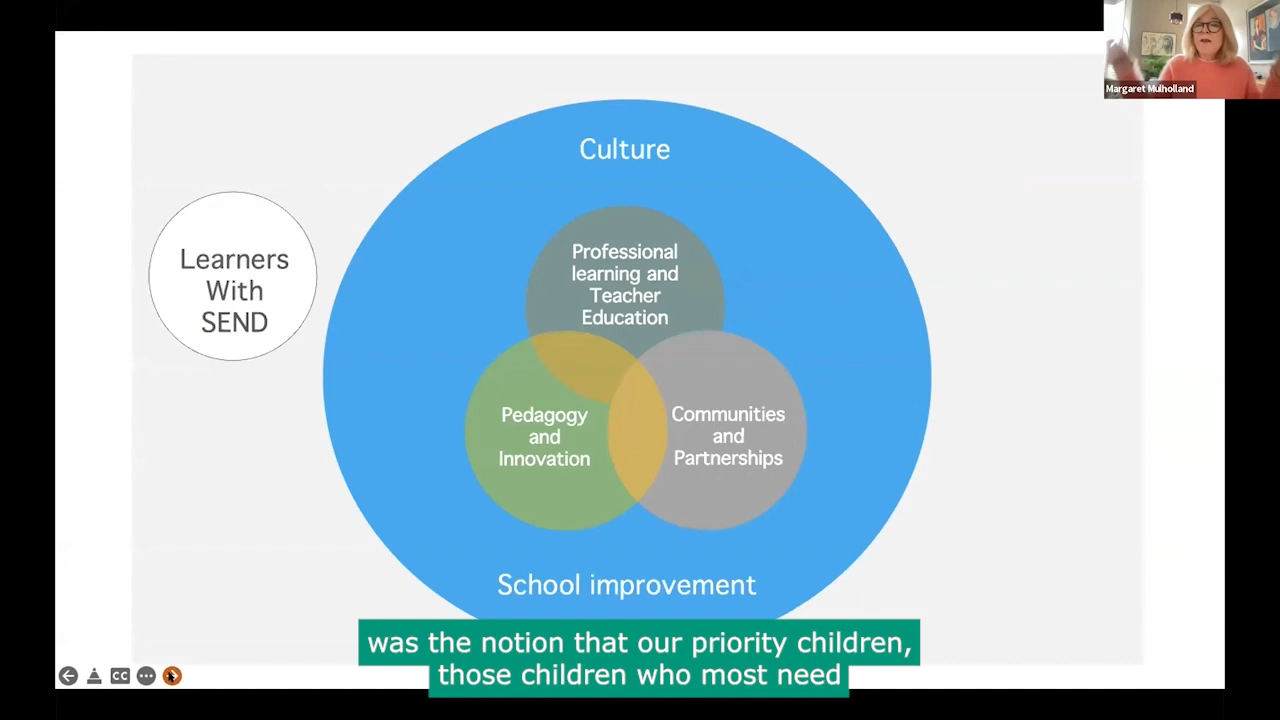 Margaret Mulholland
Culture
Learners
With
SEND
Professional
learning and
Teacher
Education
Pedagogy
and
Innovation
Communities
and
Partnerships
School improvement
CC
was the notion that our priority children,
those children who most need